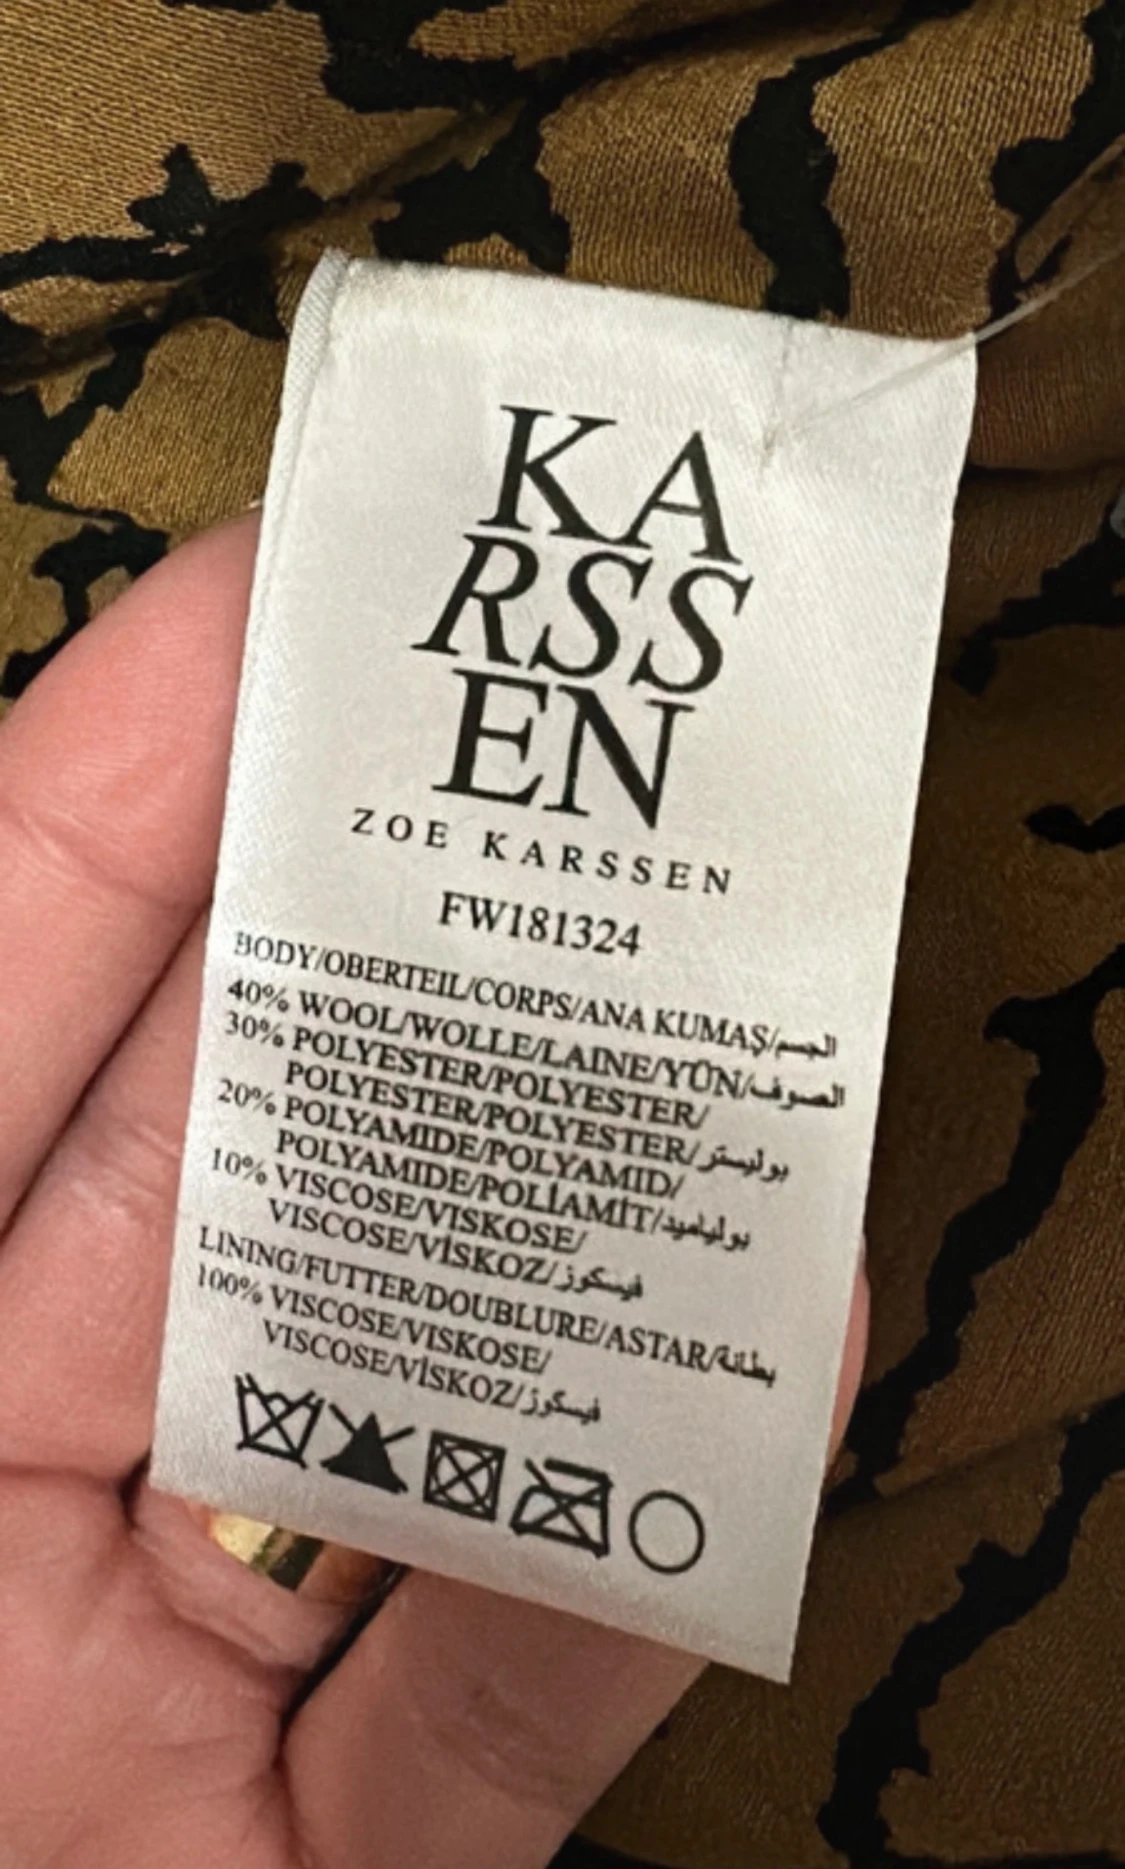 KA
RSS
EN
ZOE KARSSEN
FW181324
BODY/OBERTEIL/CORPS/ANA KUMAŞ/الجسم
40% WOOL/WOLLE/LAINE/YÜN/الصوف
30% POLYESTER/POLYESTER/
POLYESTER/POLYESTER/بوليستر
20% POLYAMIDE/POLYAMID/
POLYAMIDE/POLİAMİT/بولياميد
10% VISCOSE/VISKOSE/
VISCOSE/VİSKOZ/فيسكوز
LINING/FUTTER/DOUBLURE/ASTAR/بطانة
100% VISCOSE/VISKOSE/
VISCOSE/VİSKOZ/فيسكوز